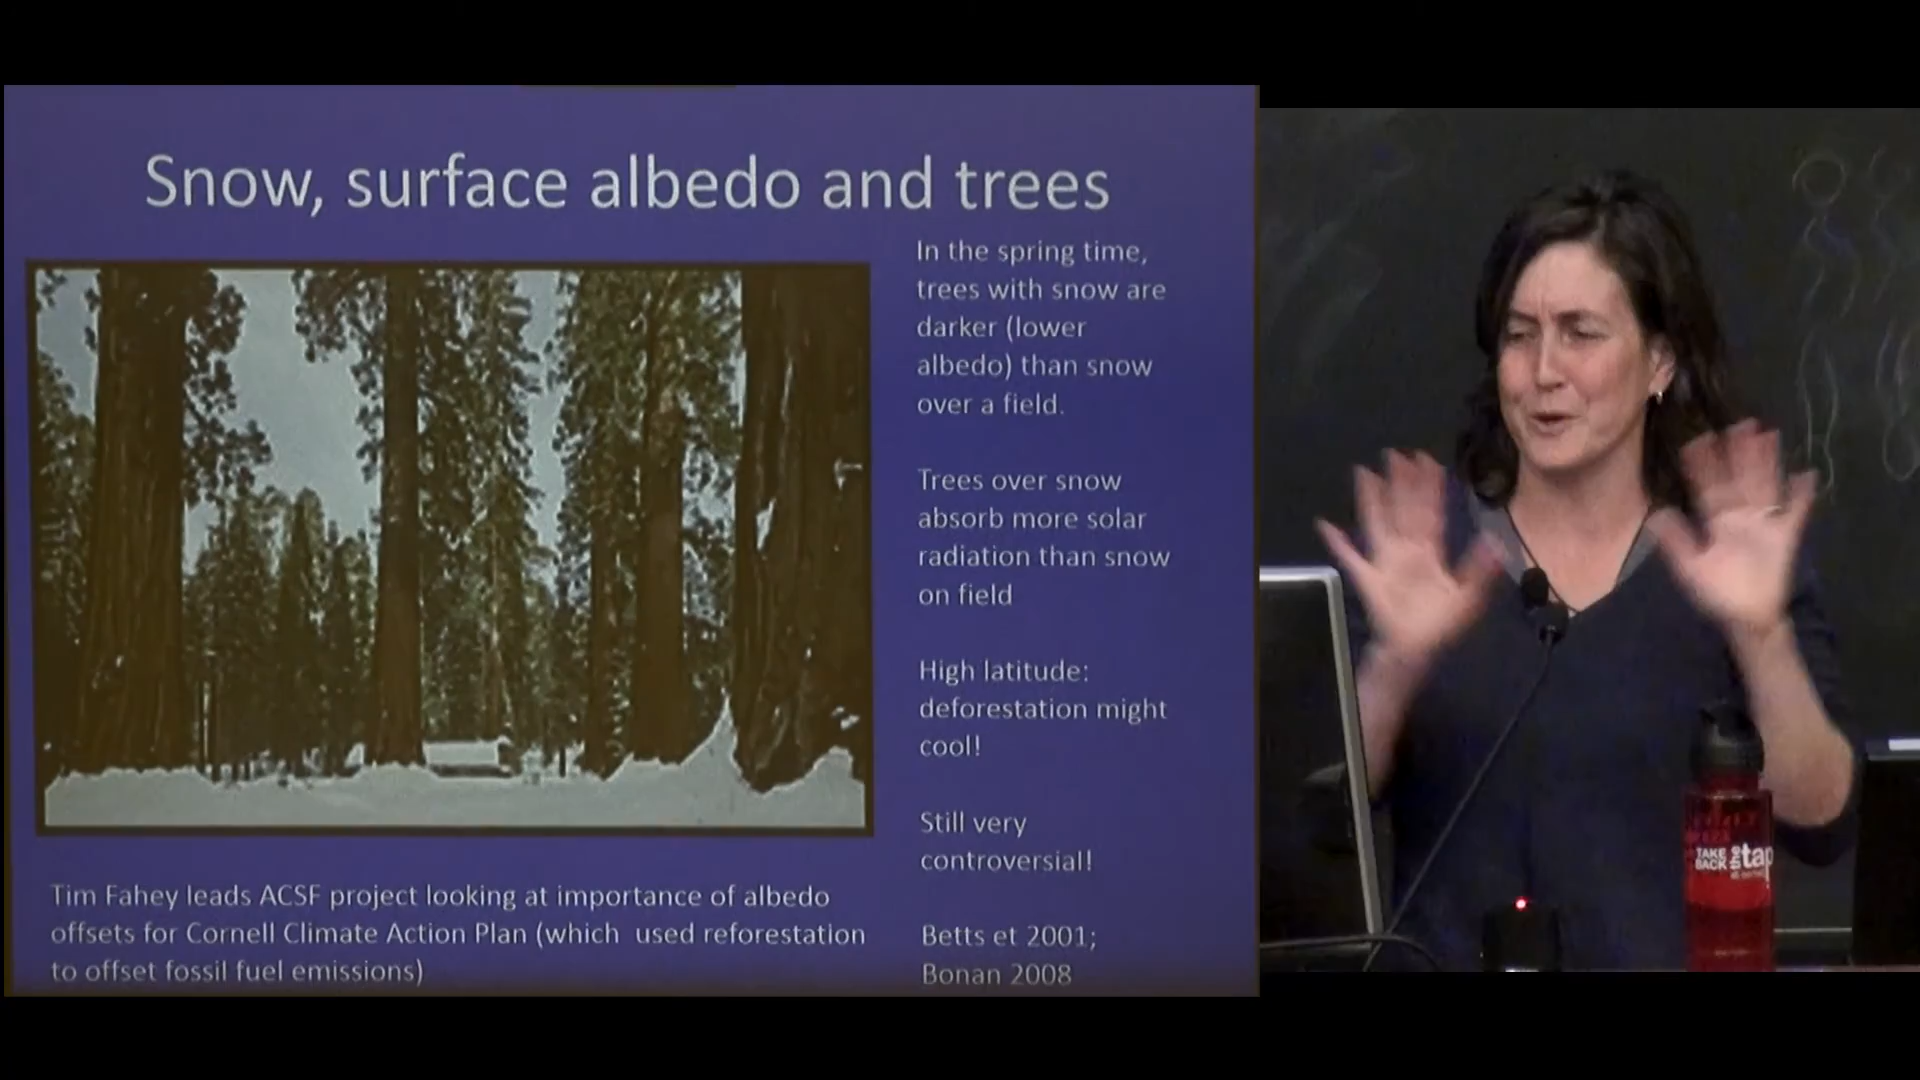 Snow, surface albedo and trees
In the spring time,
trees with snow are
darker (lower
albedo) than snow
over a field.
Trees over snow
absorb more solar
radiation than snow
on field
High latitude:
deforestation might
cool!
Still very
controversial!
Betts et 2001;
Bonan 2008
Tim Fahey leads ACSF project looking at importance of albedo
offsets for Cornell Climate Action Plan (which used reforestation
to offset fossil fuel emissions)
TAKE
BACK
the
tap